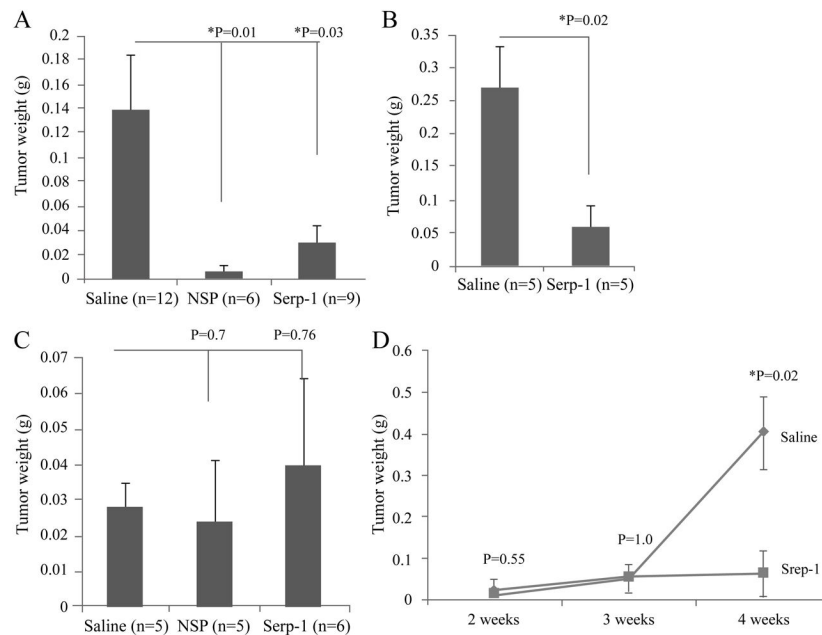 A
*P=0.01 *P=0.03
Tumor weight (g)
0.2
0.18
0.16
0.14
0.12
0.1
0.08
0.06
0.04
0.02
0
Saline (n=12) NSP (n=6) Serp-1 (n=9)
B
*P=0.02
Tumor weight (g)
0.35
0.3
0.25
0.2
0.15
0.1
0.05
0
Saline (n=5) Serp-1 (n=5)
C
P=0.7 P=0.76
Tumor weight (g)
0.07
0.06
0.05
0.04
0.03
0.02
0.01
0
Saline (n=5) NSP (n=5) Serp-1 (n=6)
D
Tumor weight (g)
0.6
0.5
0.4
0.3
0.2
0.1
0
*P=0.02
Saline
P=1.0
P=0.55
Srep-1
2 weeks 3 weeks 4 weeks